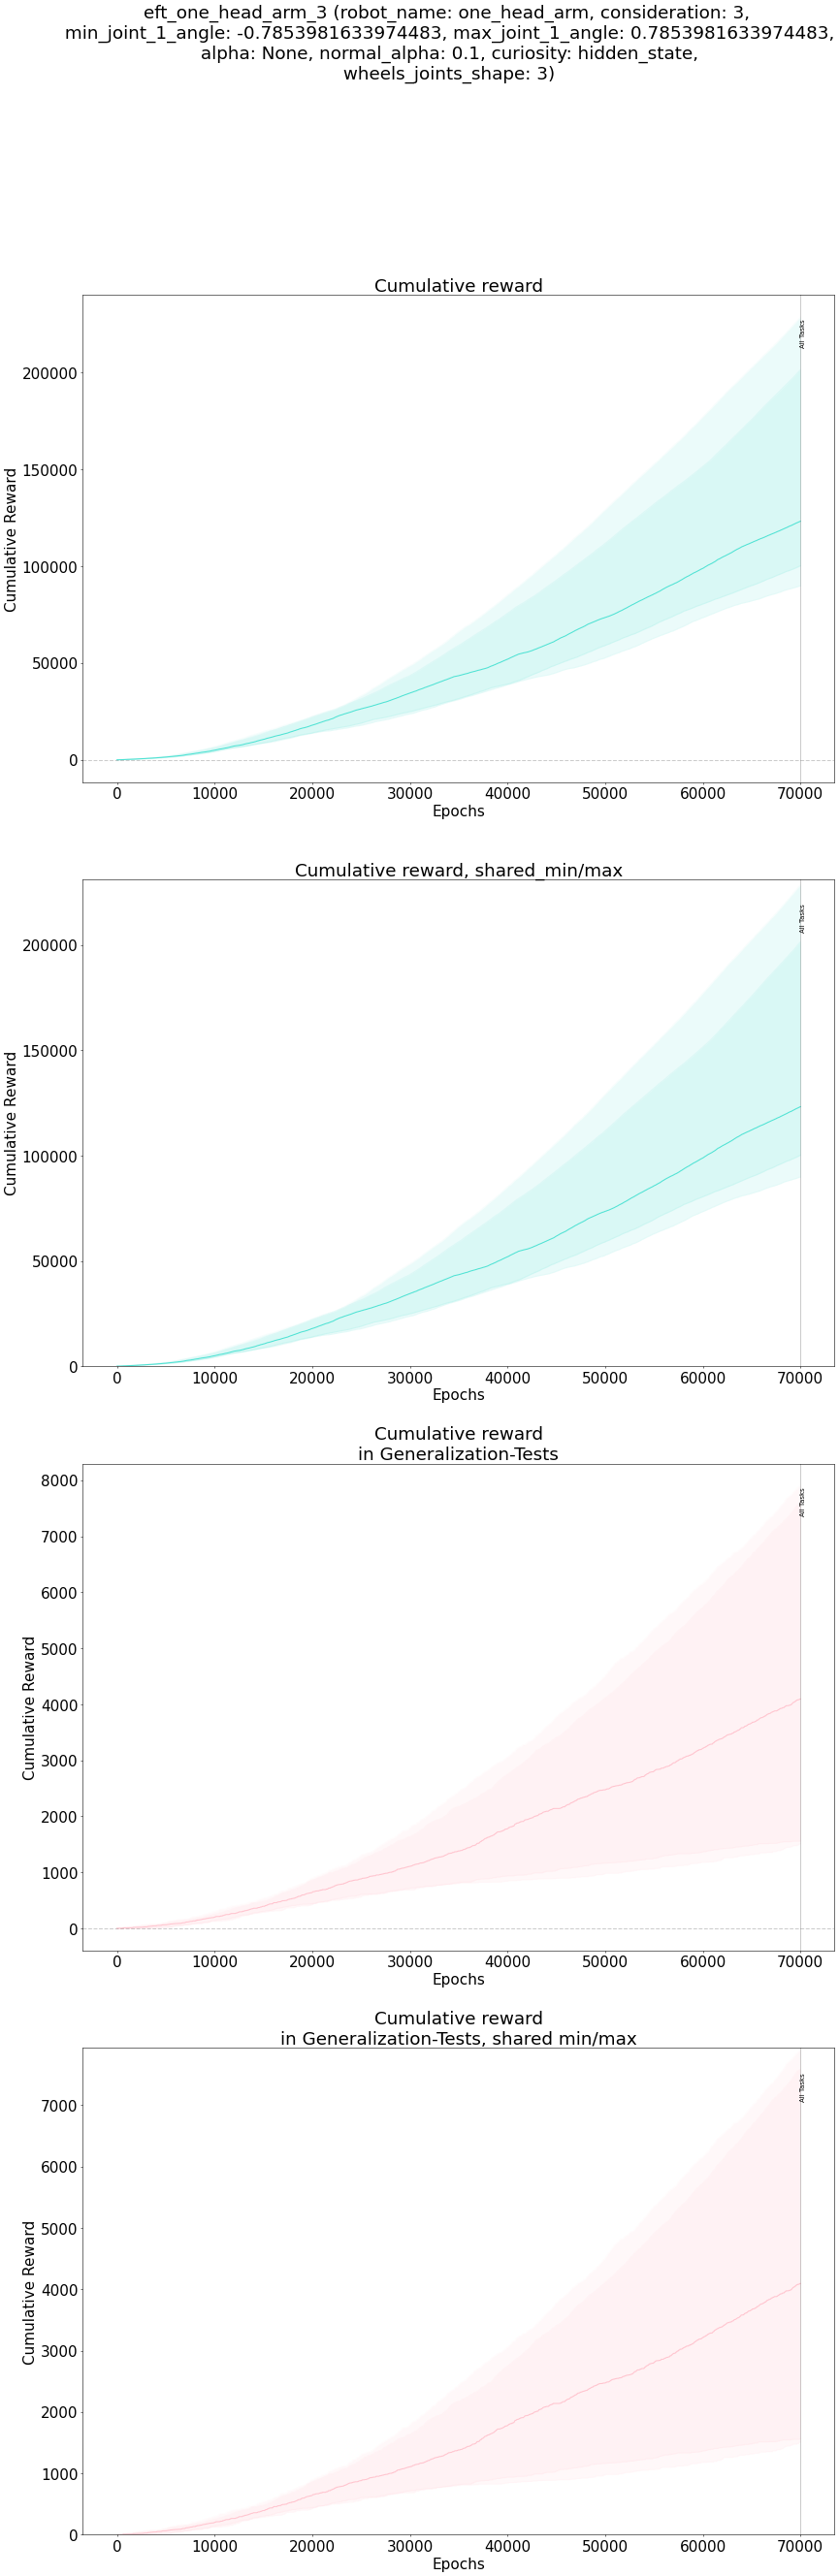 eft_one_head_arm_3 (robot_name: one_head_arm, consideration: 3,
min_joint_1_angle: -0.7853981633974483, max_joint_1_angle: 0.7853981633974483,
alpha: None, normal_alpha: 0.1, curiosity: hidden_state,
wheels_joints_shape: 3)
Cumulative reward
Cumulative Reward
200000
150000
100000
50000
0
All Tasks
0 10000 20000 30000 40000 50000 60000 70000
Epochs
Cumulative reward, shared_min/max
Cumulative Reward
200000
150000
100000
50000
0
All Tasks
0 10000 20000 30000 40000 50000 60000 70000
Epochs
Cumulative reward
in Generalization-Tests
Cumulative Reward
8000
7000
6000
5000
4000
3000
2000
1000
0
All Tasks
0 10000 20000 30000 40000 50000 60000 70000
Epochs
Cumulative reward
in Generalization-Tests, shared min/max
Cumulative Reward
7000
6000
5000
4000
3000
2000
1000
0
All Tasks
0 10000 20000 30000 40000 50000 60000 70000
Epochs